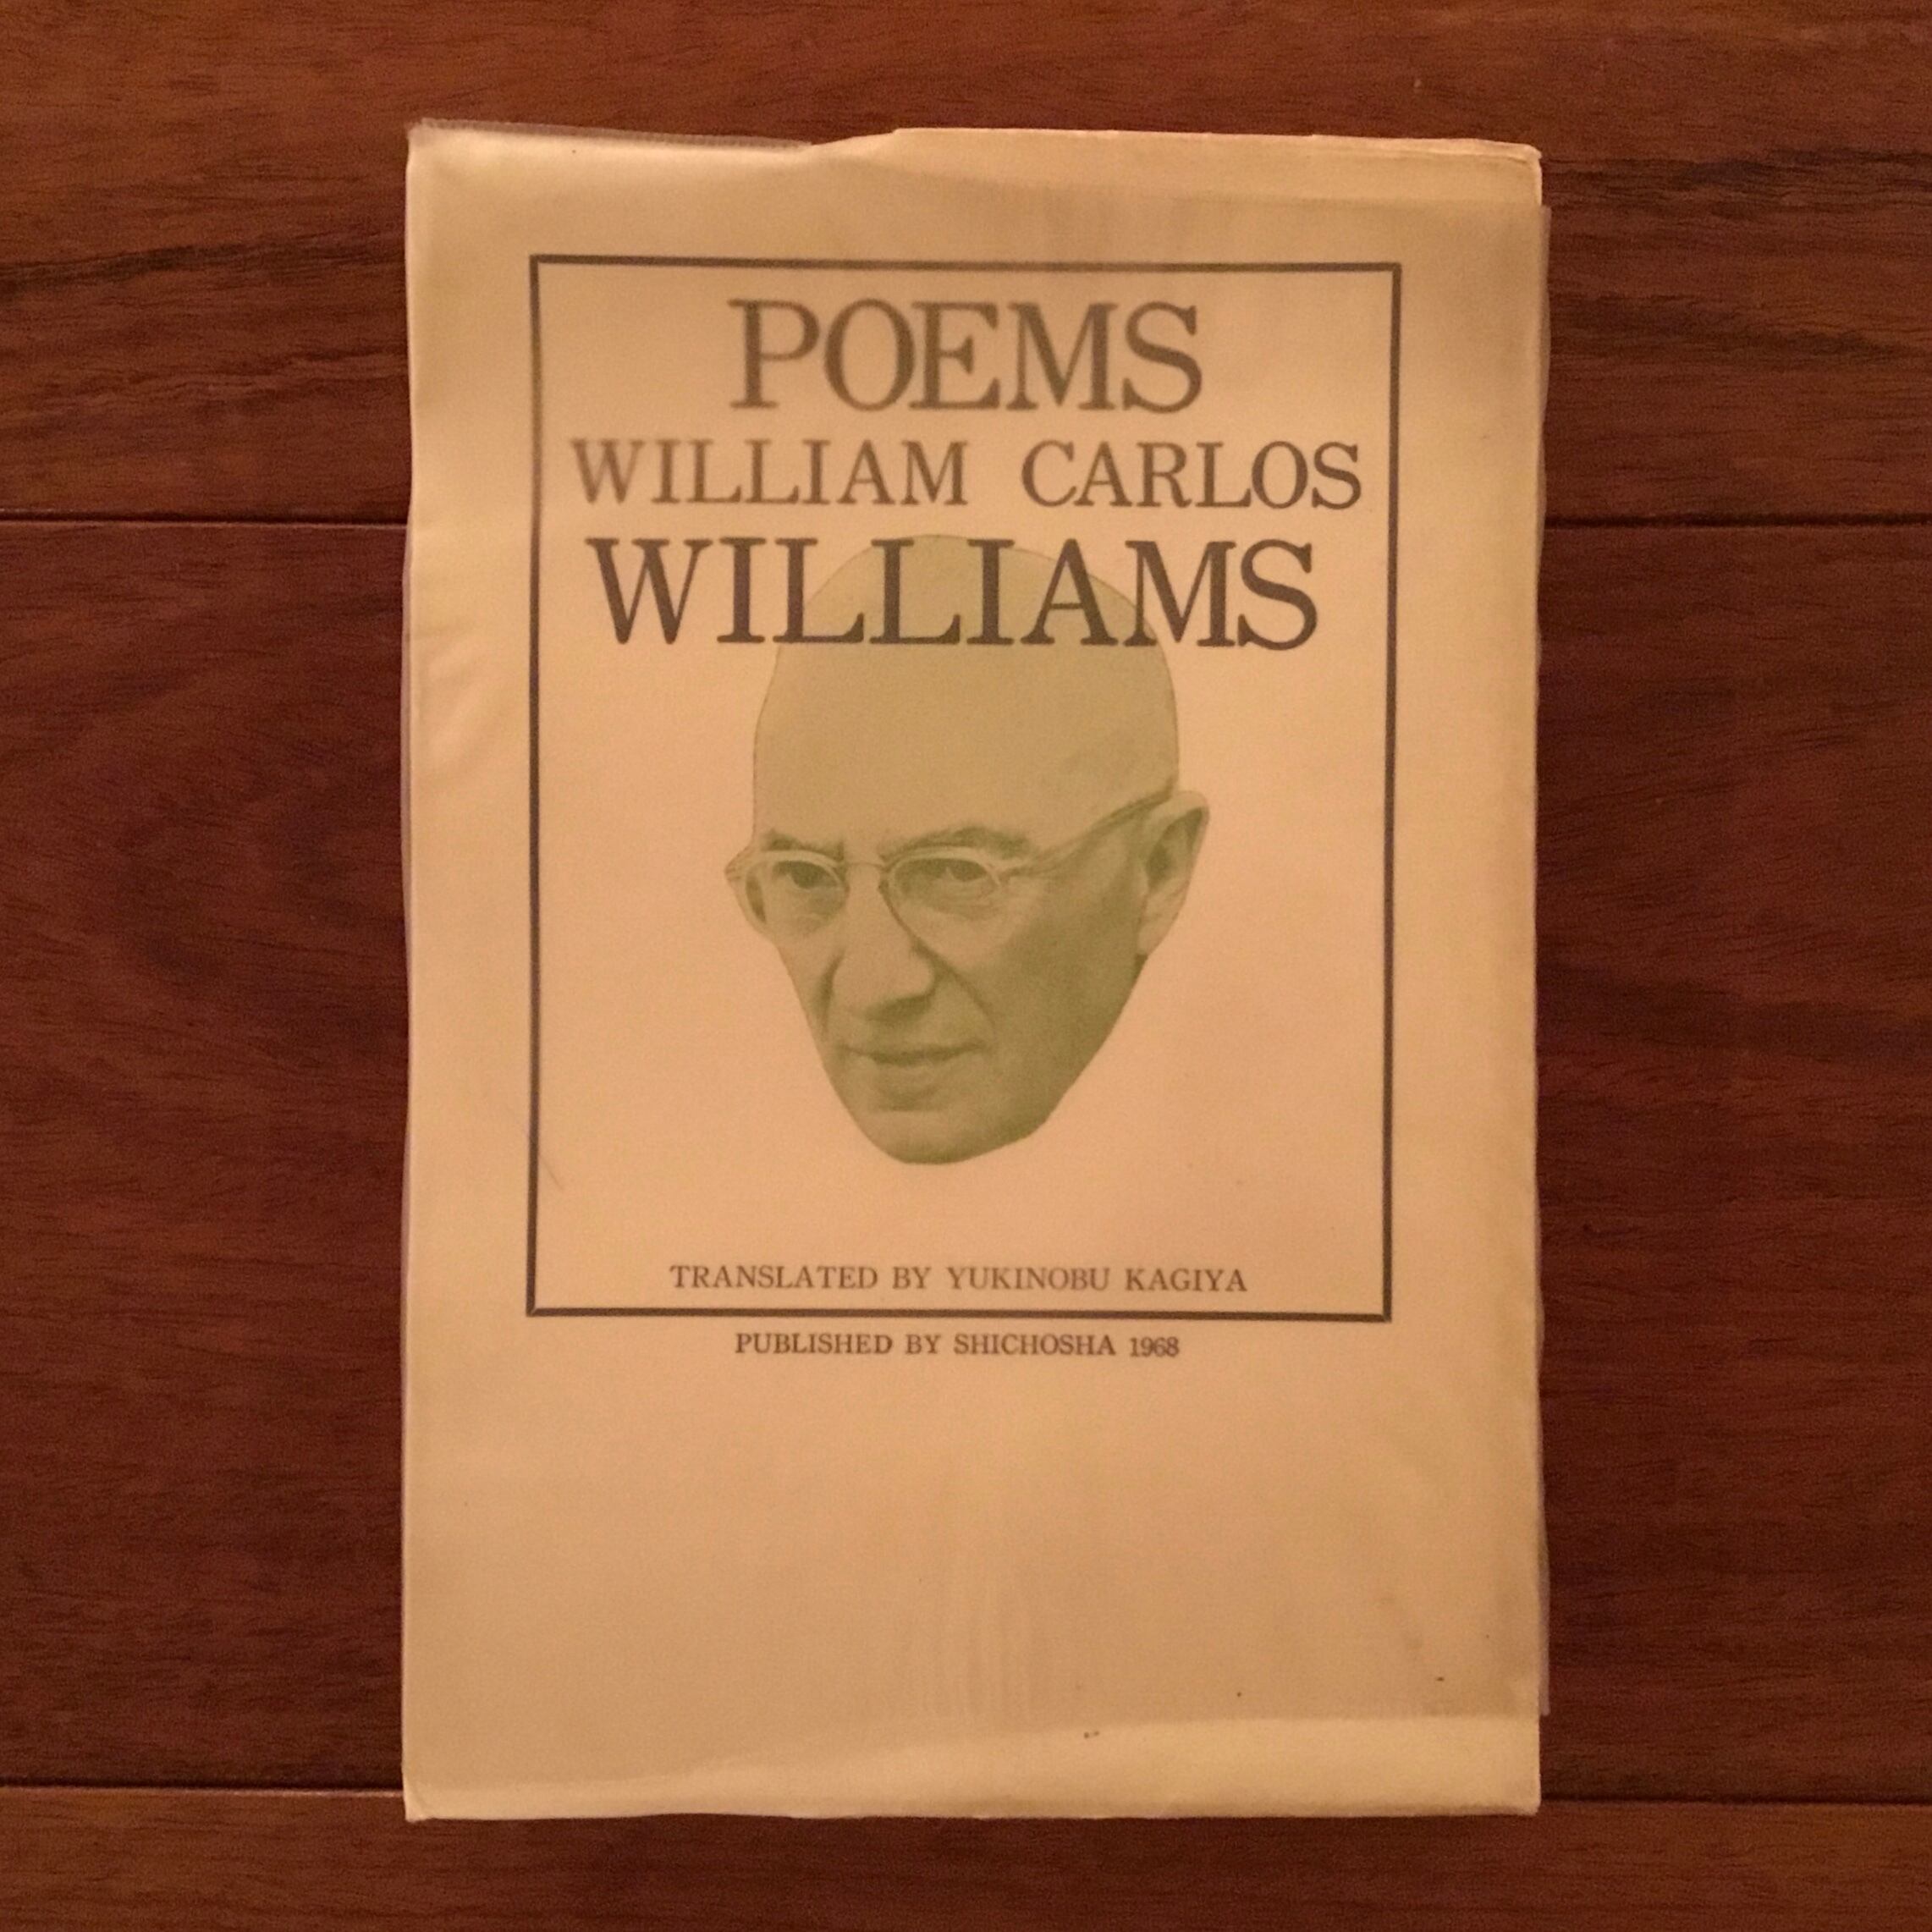 POEMS
WILLIAM CARLOS
WILLIAMS
TRANSLATED BY YUKINOBU KAGIYA
PUBLISHED BY SHICHOSHA 1968